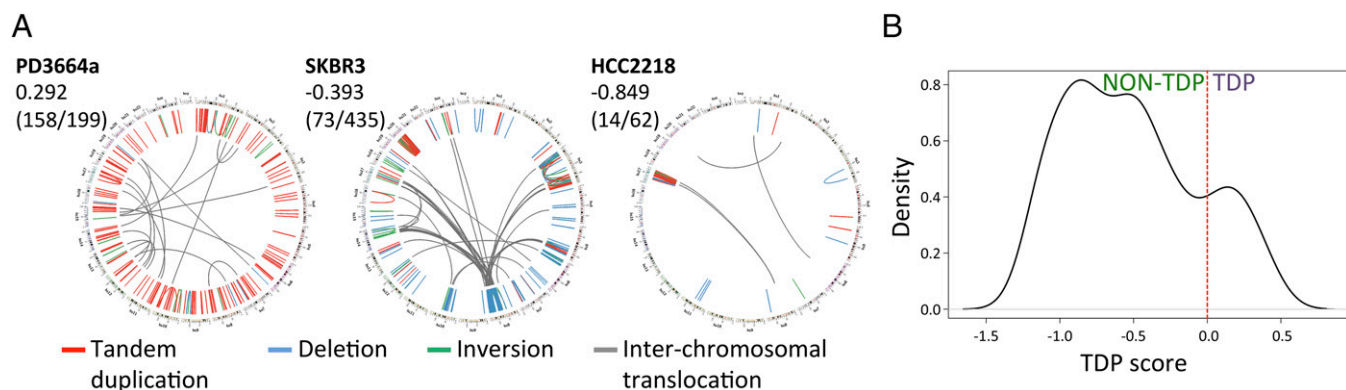 A
PD3664a
0.292
(158/199)
SKBR3
-0.393
(73/435)
HCC2218
-0.849
(14/62)
Tandem
duplication
Deletion
Inversion
Inter-chromosomal
translocation
B
NON-TDP TDP
Density
0.8
0.6
0.4
0.2
0.0
-1.5 -1.0 -0.5 0.0 0.5
TDP score